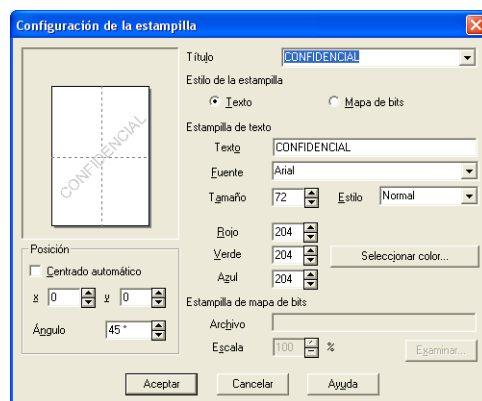 Configuración de la estampilla
Título CONFIDENCIAL
Estilo de la estampilla
Texto Mapa de bits
Estampilla de texto
Texto CONFIDENCIAL
Fuente Arial
Tamaño 72 Estilo Normal
Rojo 204
Verde 204 Seleccionar color...
Azul 204
CONFIDENCIAL
Posición
Centrado automático
x 0 y 0
Ángulo 45 °
Estampilla de mapa de bits
Archivo
Escala 100 % Examinar...
Aceptar Cancelar Ayuda